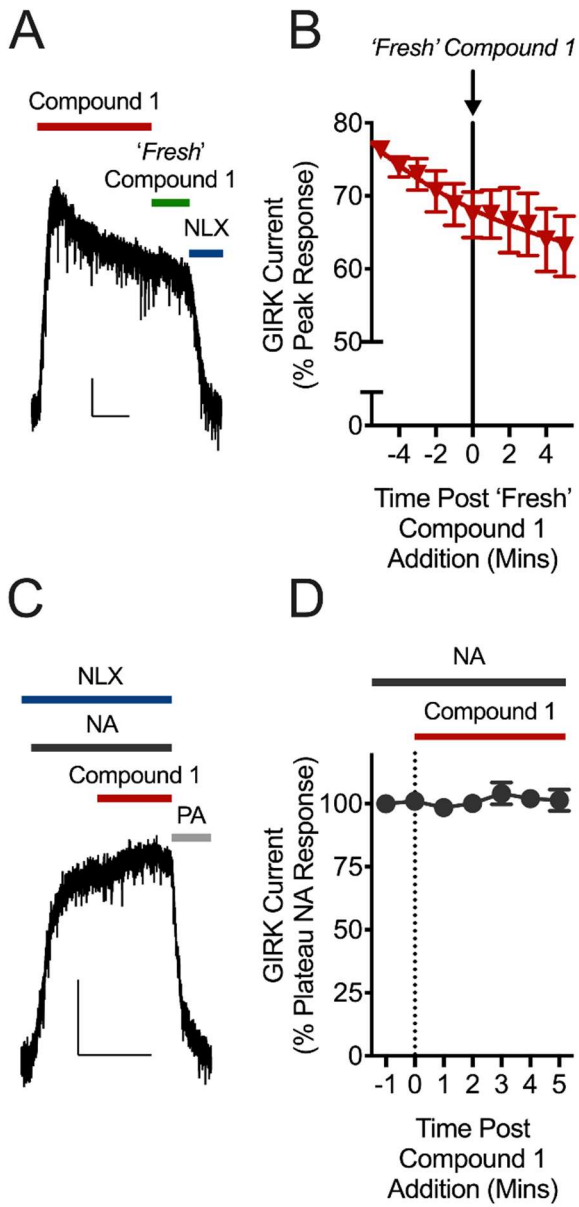 A
Compound 1
'Fresh'
Compound 1
NLX
B
'Fresh' Compound 1
GIRK Current
(% Peak Response)
80
70
60
50
0
-4 -2 0 2 4
Time Post 'Fresh'
Compound 1
Addition (Mins)
C
NLX
NA
Compound 1
PA
D
NA
Compound 1
GIRK Current
(% Plateau NA Response)
100
75
50
25
0
-1 0 1 2 3 4 5
Time Post
Compound 1
Addition (Mins)